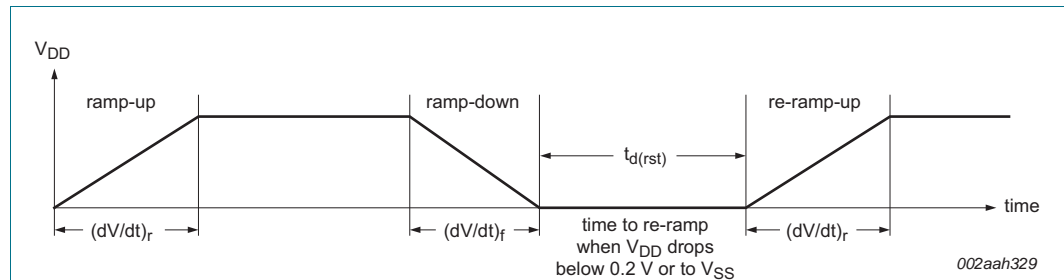 V_DD
ramp-up
ramp-down
re-ramp-up
t_d(rst)
time
(dV/dt)_r
(dV/dt)_f
time to re-ramp
when V_DD drops
below 0.2 V or to V_SS
(dV/dt)_r
002aah329